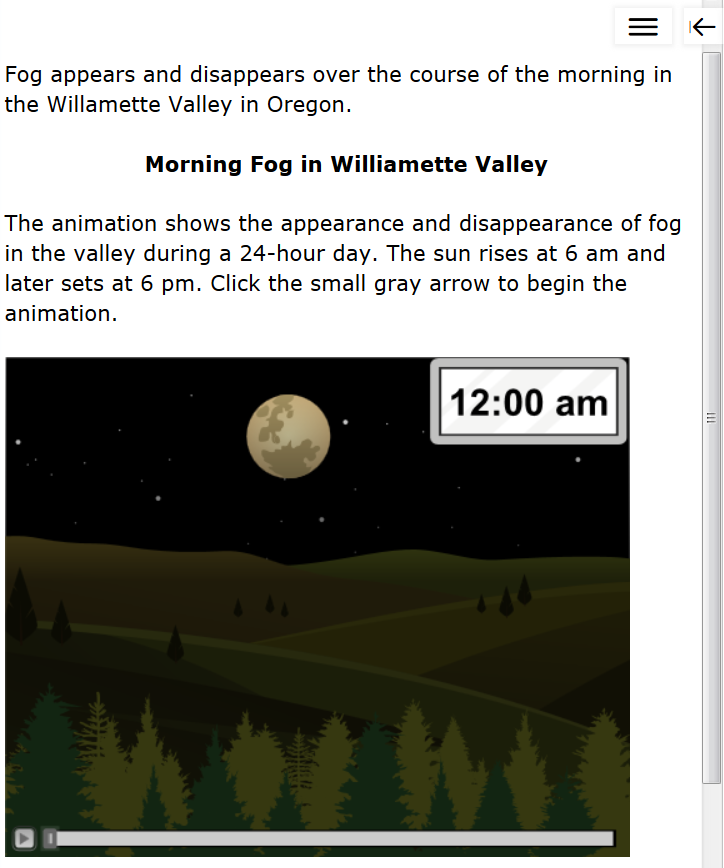 Fog appears and disappears over the course of the morning in
the Willamette Valley in Oregon.
Morning Fog in Williamette Valley
The animation shows the appearance and disappearance of fog
in the valley during a 24-hour day. The sun rises at 6 am and
later sets at 6 pm. Click the small gray arrow to begin the
animation.
12:00 am